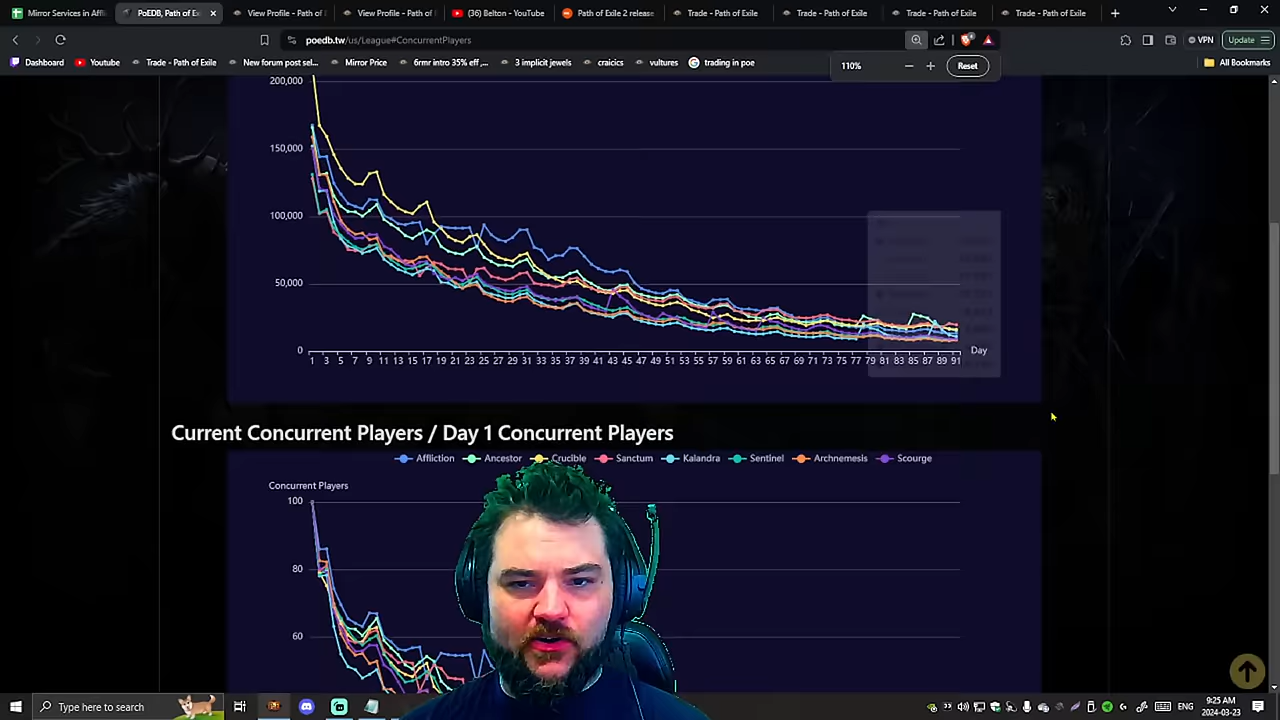 Mirror Services in Affli
PoEDB, Path of Ex
View Profile - Path of E
View Profile - Path of E
(36) Belton - YouTube
Path of Exile 2 release
Trade - Path of Exile
Trade - Path of Exile
Trade - Path of Exile
Trade - Path of Exile
poedb.tw/us/League#ConcurrentPlayers
VPN
Update
Dashboard
Youtube
Trade - Path of Exile
New forum post sel...
Mirror Price
6rmr intro 35% eff ,...
3 implicit jewels
craicics
vultures
trading in poe
110%
Reset
All Bookmarks
200,000
150,000
100,000
50,000
0
Day
1 3 5 7 9 11 13 15 17 19 21 23 25 27 29 31 33 35 37 39 41 43 45 47 49 51 53 55 57 59 61 63 65 67 69 71 73 75 77 79 81 83 85 87 89 91
Current Concurrent Players / Day 1 Concurrent Players
Affliction Ancestor Crucible Sanctum Kalandra Sentinel Archnemesis Scourge
Concurrent Players
100
80
60
Type here to search
ENG
9:25 AM
2024-03-23